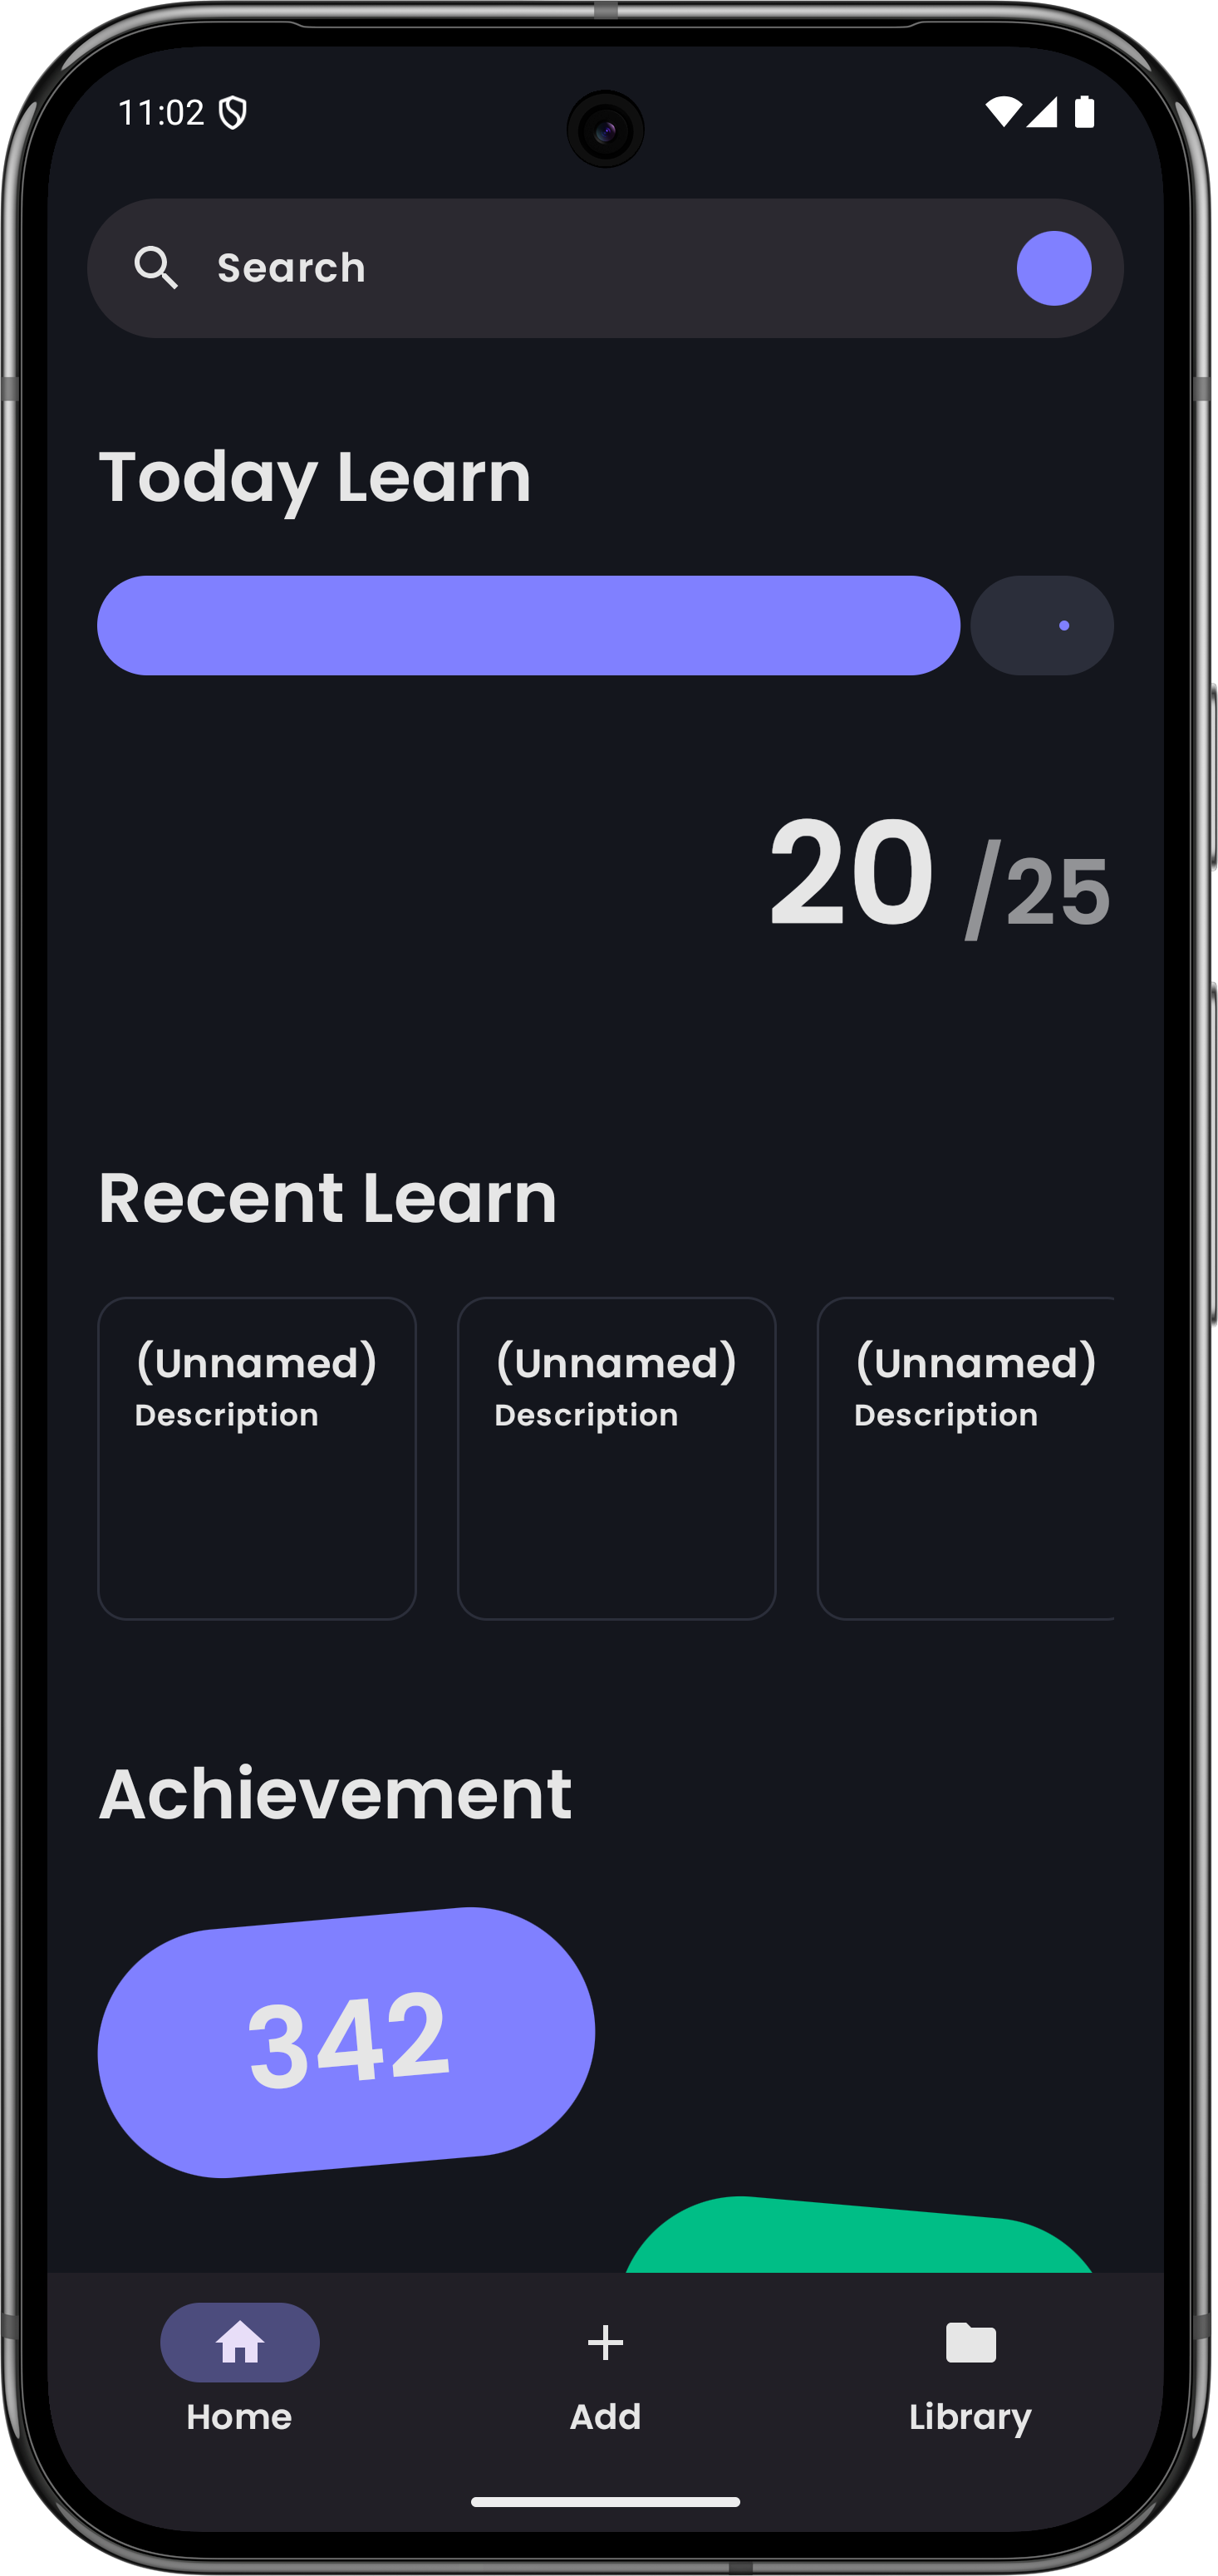 11:02
Search
Today Learn
20 /25
Recent Learn
(Unnamed) (Unnamed) (Unnamed)
Description Description Description
Achievement
342
Home Add Library